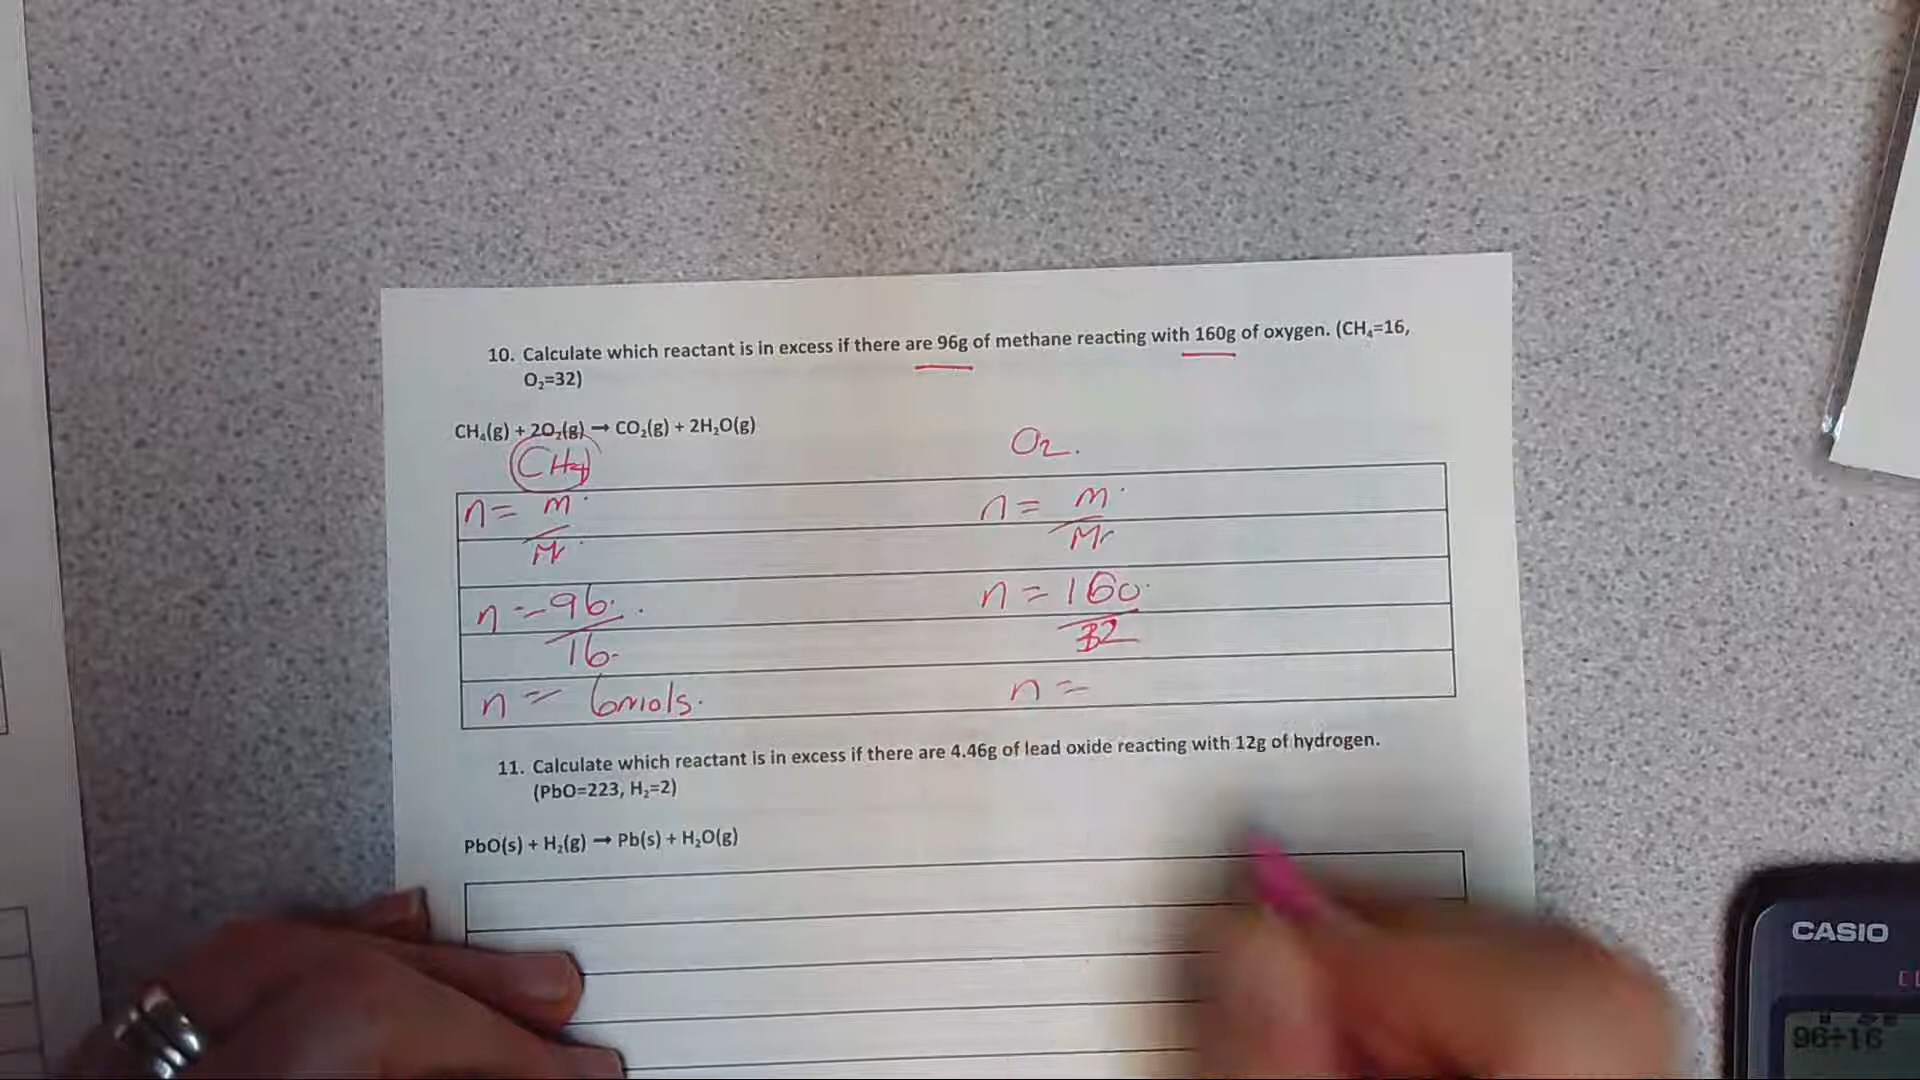 10. Calculate which reactant is in excess if there are 96g of methane reacting with 160g of oxygen. (CH₄=16,
O₂=32)
CH₄(g) + 2O₂(g) → CO₂(g) + 2H₂O(g)
CH₄
O₂.
n = m
Mr
n = m
Mr
n = 96
16
n = 160
32
n = 6mols.
n =
11. Calculate which reactant is in excess if there are 4.46g of lead oxide reacting with 12g of hydrogen.
(PbO=223, H₂=2)
PbO(s) + H₂(g) → Pb(s) + H₂O(g)
CASIO
96÷16